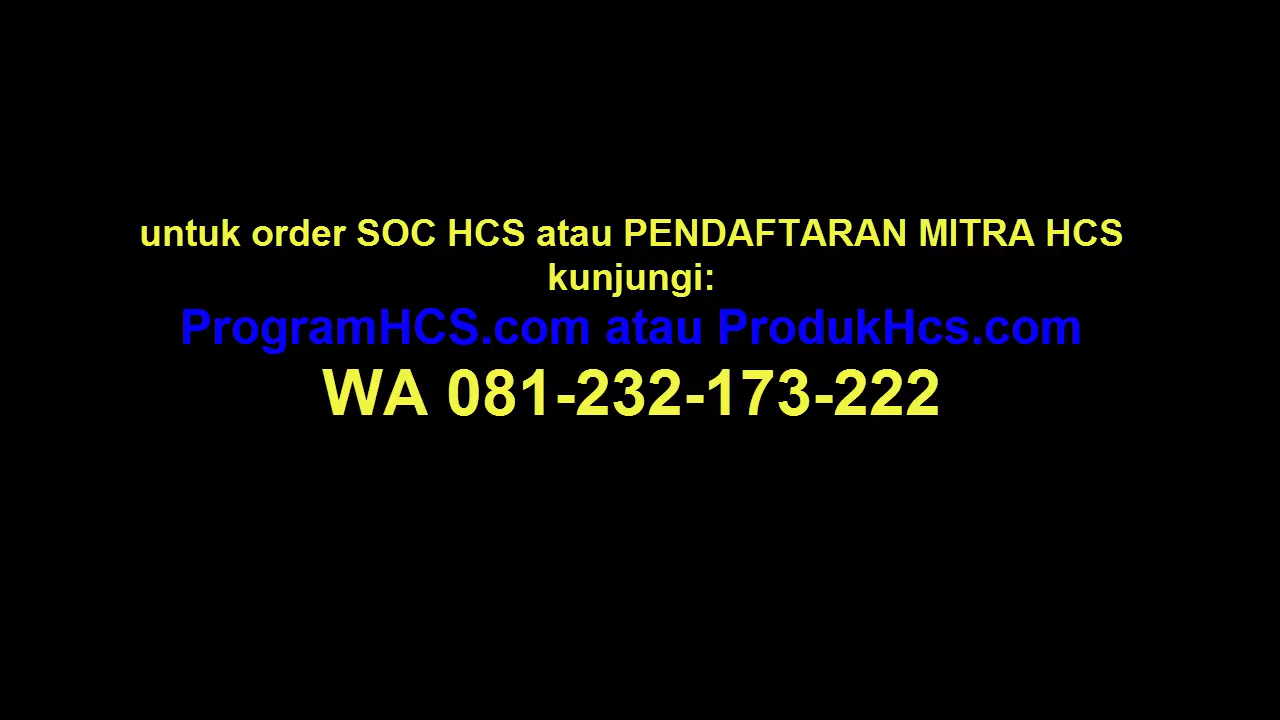 untuk order SOC HCS atau PENDAFTARAN MITRA HCS
kunjungi:
ProgramHCS.com atau ProdukHcs.com
WA 081-232-173-222